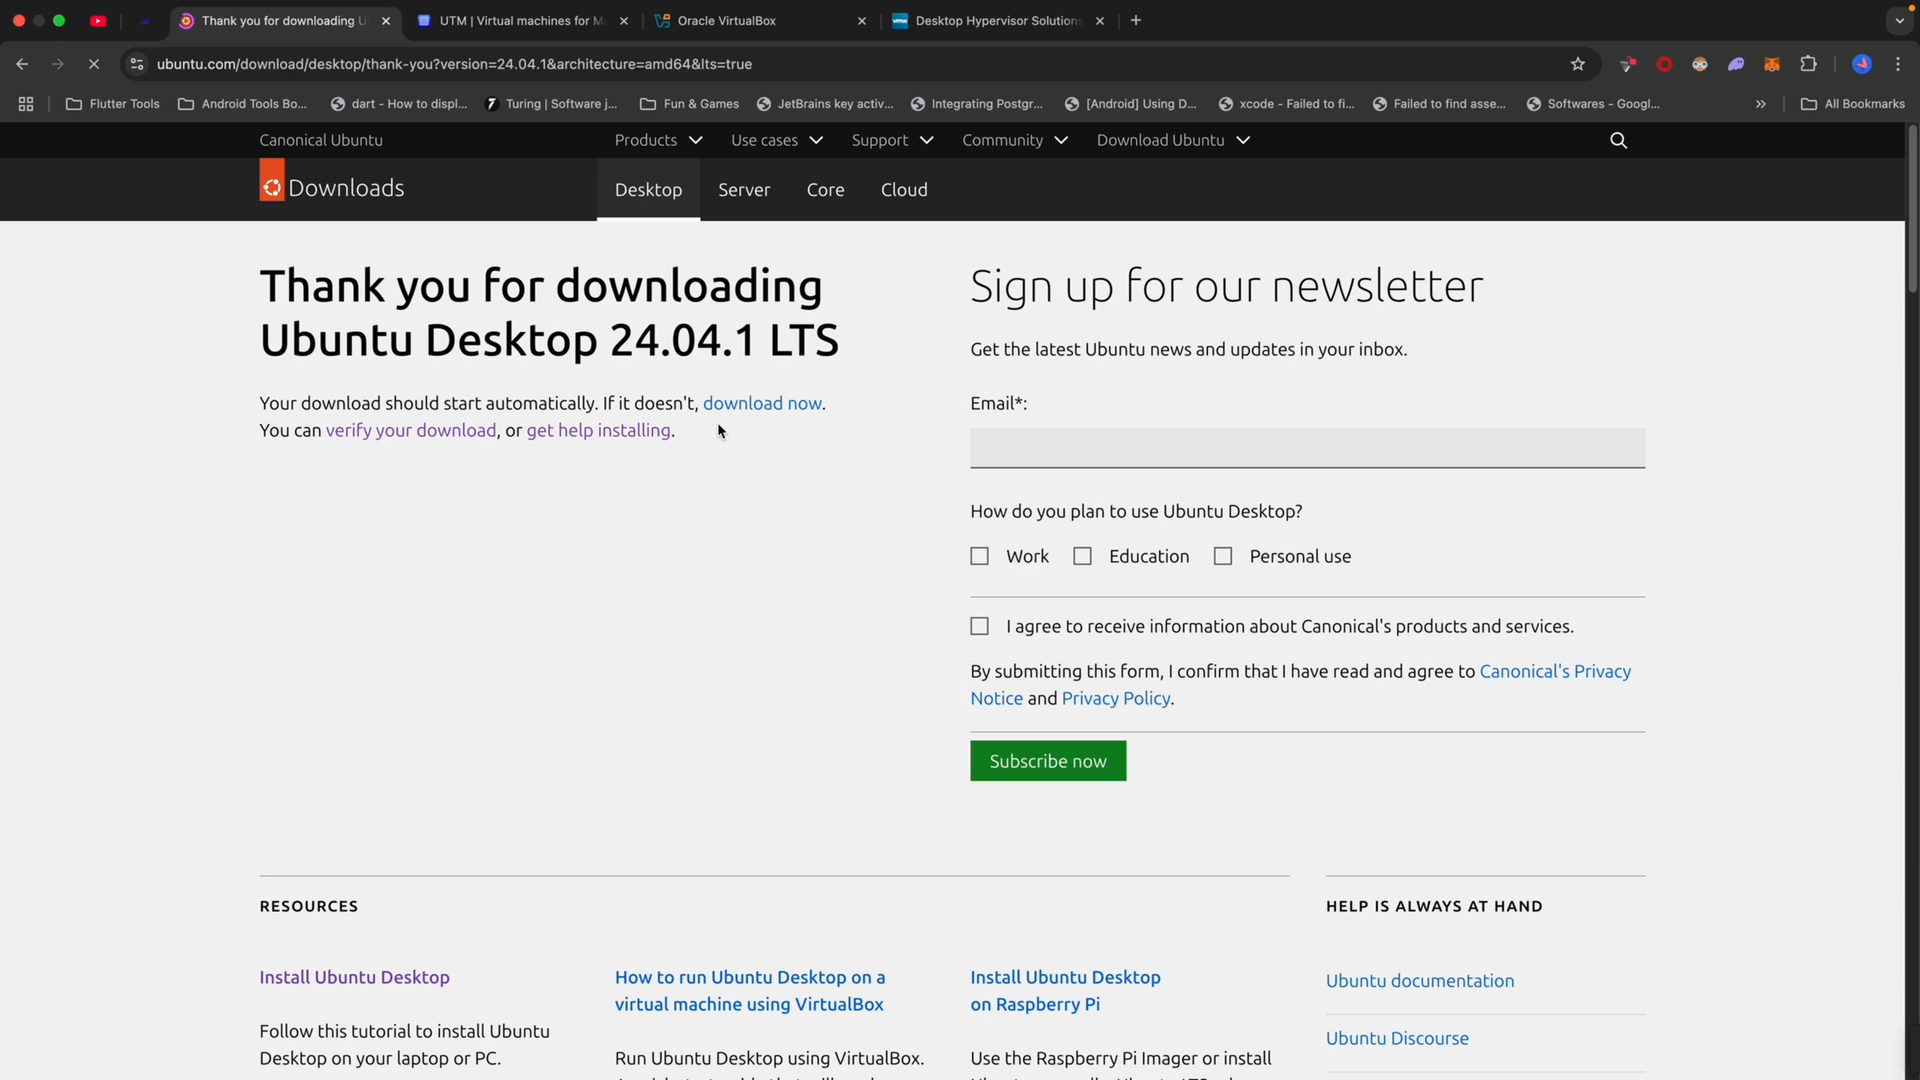 Thank you for downloading U
UTM | Virtual machines for M
Oracle VirtualBox
vmw
Desktop Hypervisor Solutions
ubuntu.com/download/desktop/thank-you?version=24.04.1&architecture=amd64&lts=true
Flutter Tools
Android Tools Bo...
dart - How to displ...
Turing | Software j...
Fun & Games
JetBrains key activ...
Integrating Postgr...
[Android] Using D...
xcode - Failed to fi...
Failed to find asse...
Softwares - Googl...
All Bookmarks
Canonical Ubuntu
Products
Use cases
Support
Community
Download Ubuntu
Downloads
Desktop
Server
Core
Cloud
Thank you for downloading
Ubuntu Desktop 24.04.1 LTS
Your download should start automatically. If it doesn't, download now.
You can verify your download, or get help installing.
Sign up for our newsletter
Get the latest Ubuntu news and updates in your inbox.
Email*:
How do you plan to use Ubuntu Desktop?
Work
Education
Personal use
I agree to receive information about Canonical's products and services.
By submitting this form, I confirm that I have read and agree to Canonical's Privacy
Notice and Privacy Policy.
Subscribe now
RESOURCES
Install Ubuntu Desktop
Follow this tutorial to install Ubuntu
Desktop on your laptop or PC.
How to run Ubuntu Desktop on a
virtual machine using VirtualBox
Run Ubuntu Desktop using VirtualBox.
Install Ubuntu Desktop
on Raspberry Pi
Use the Raspberry Pi Imager or install
HELP IS ALWAYS AT HAND
Ubuntu documentation
Ubuntu Discourse